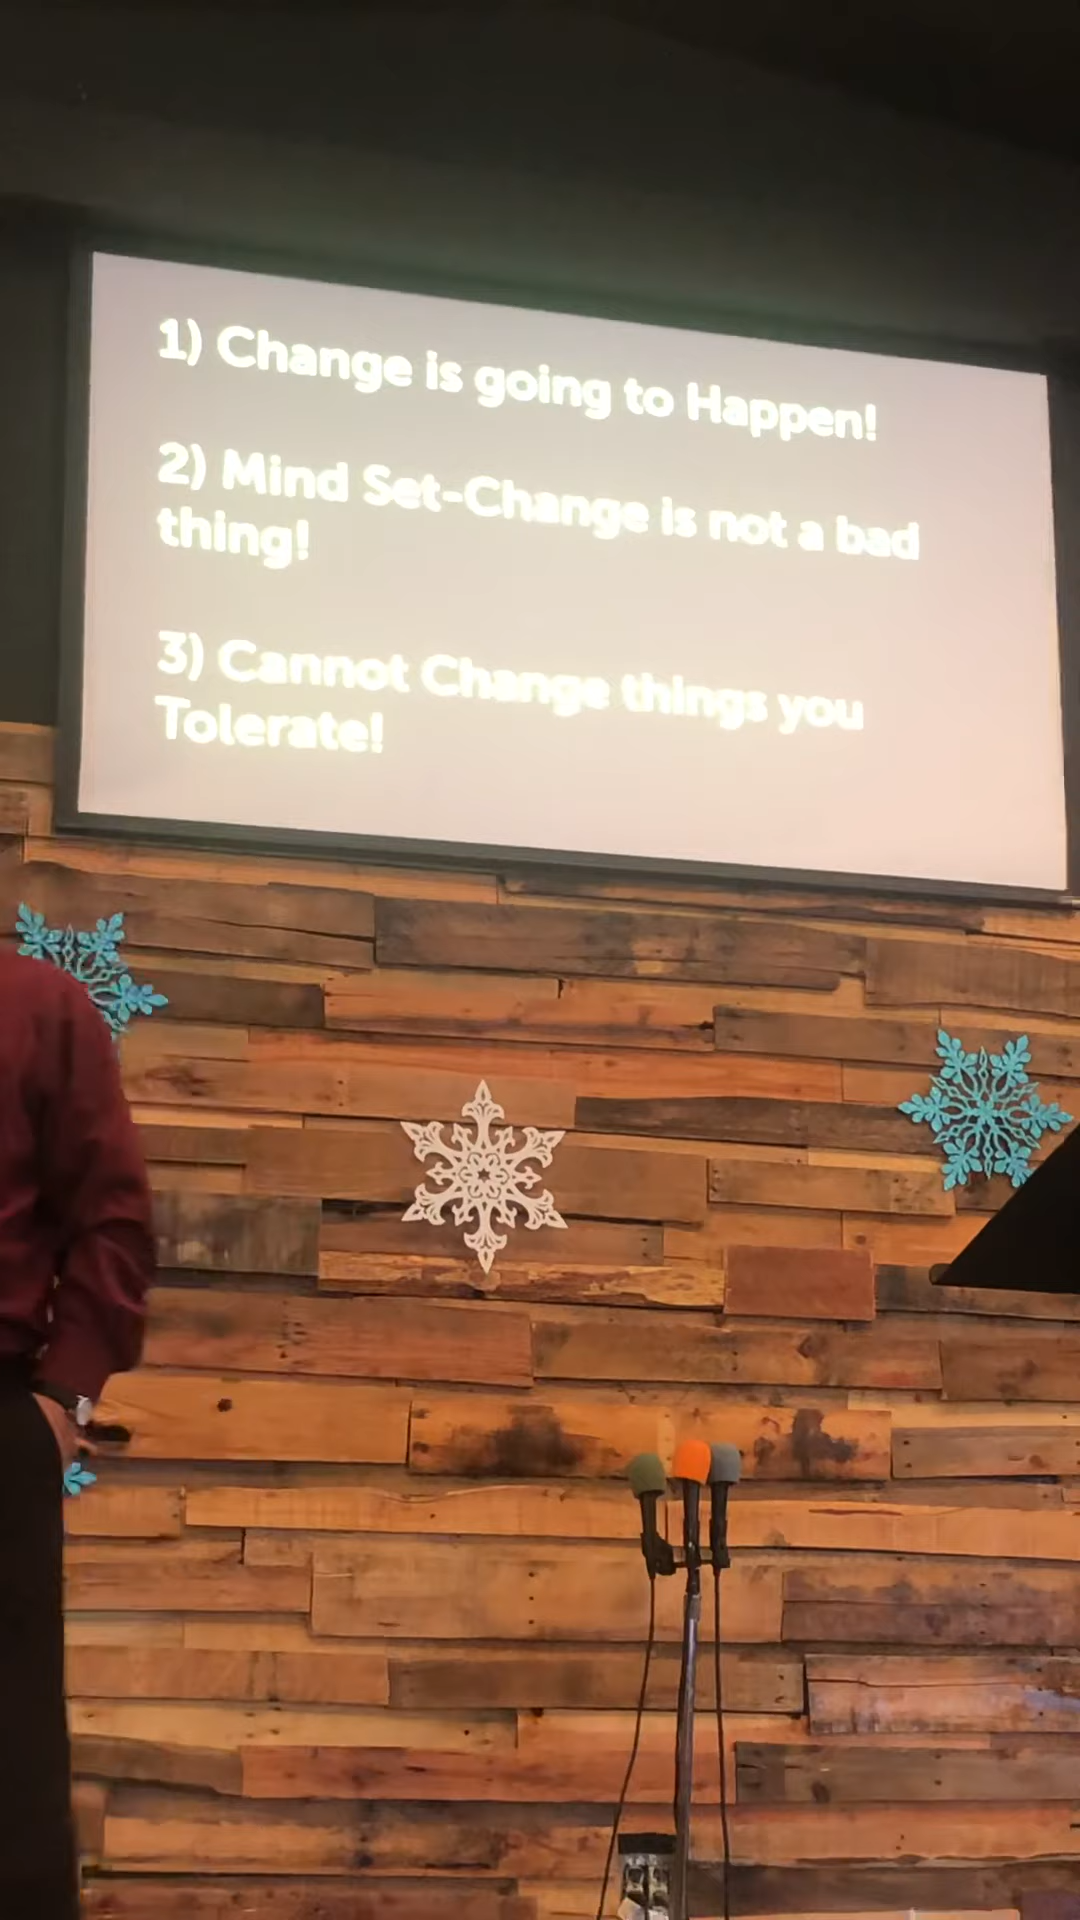 1) Change is going to Happen!
2) Mind Set-Change is not a bad
thing!
3) Cannot Change things you
Tolerate!